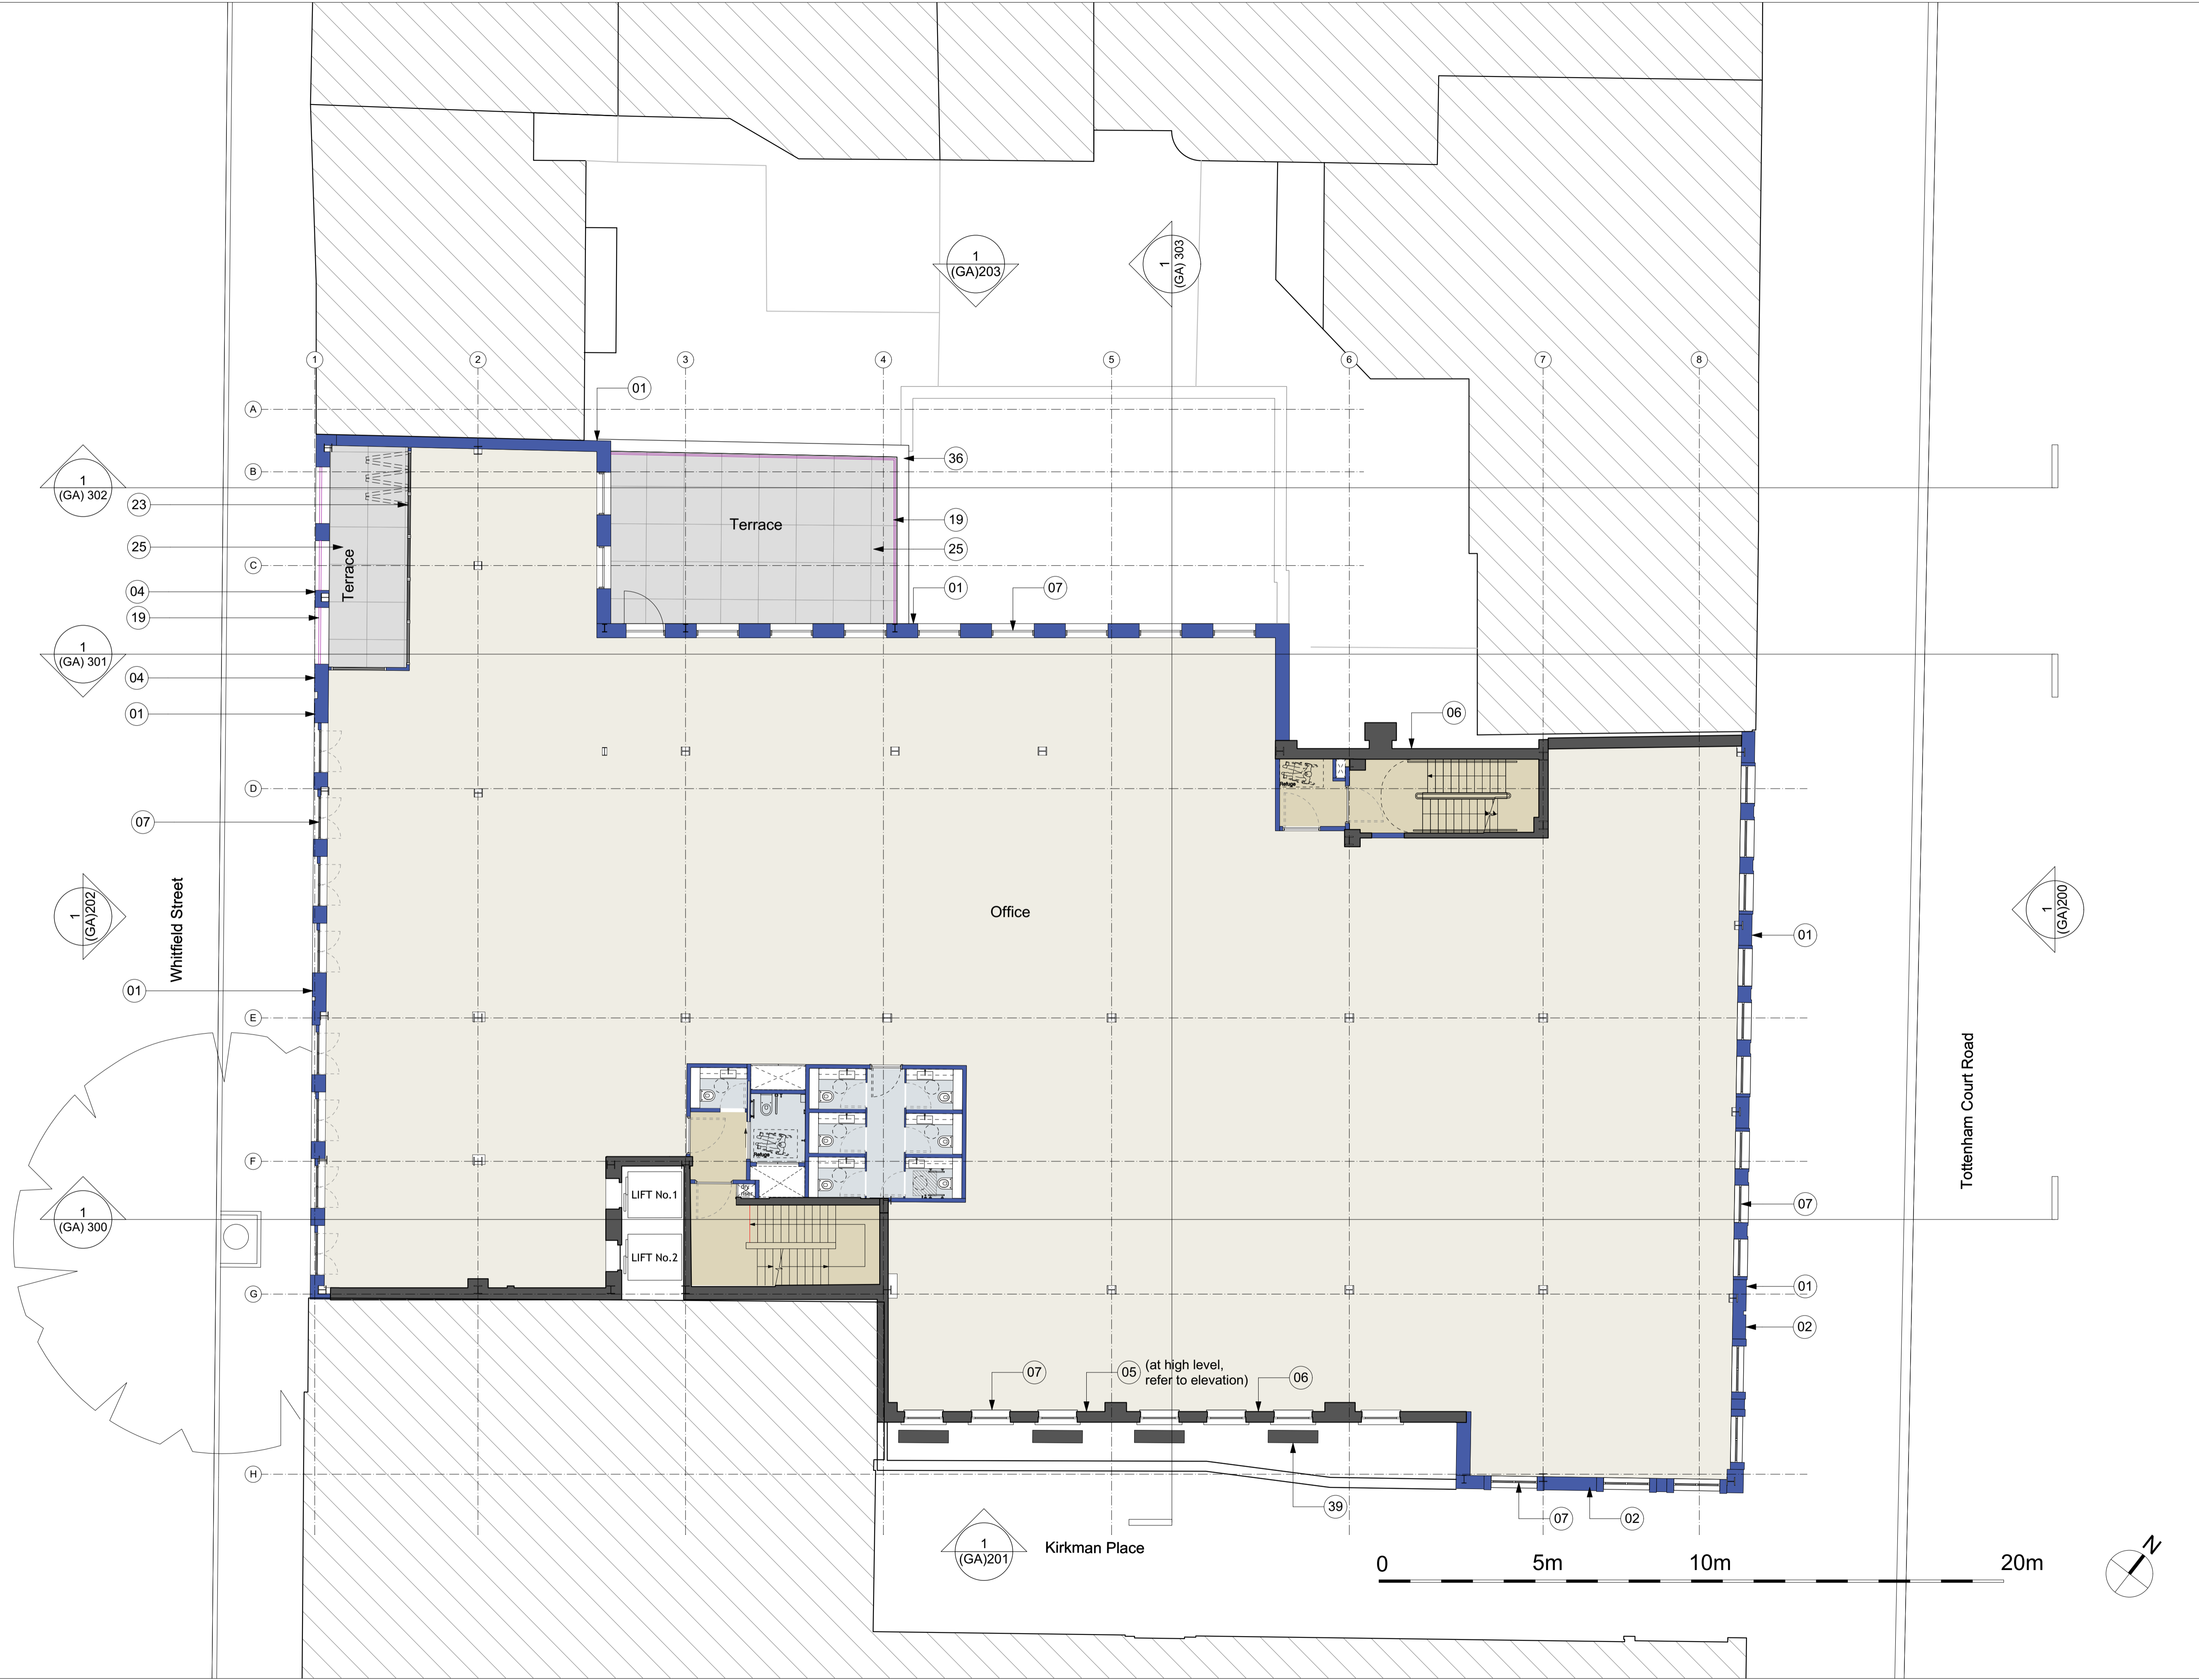 1
(GA)203
1
(GA) 303
1
2
3
4
5
6
7
8
01
A
36
B
1
(GA) 302
23
19
Terrace
25
25
Terrace
C
04
01
07
19
1
(GA) 301
04
01
06
D
Refuge
07
1
(GA)202
Whitfield Street
Office
1
(GA)200
01
01
E
Tottenham Court Road
Refuge
F
LIFT No.1
dry
riser
07
1
(GA) 300
LIFT No.2
G
01
02
07
05
(at high level,
refer to elevation)
06
H
39
07
02
1
(GA)201
Kirkman Place
0
5m
10m
20m
N